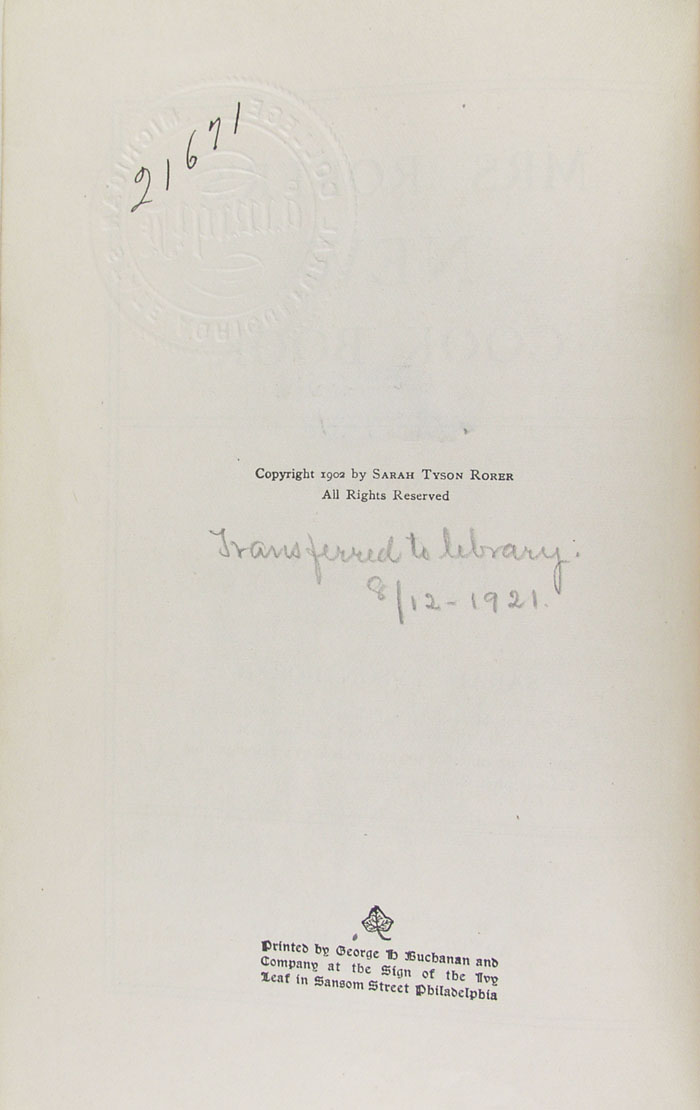 21671
Copyright 1902 by SARAH TYSON RORER
All Rights Reserved
Transferred to library.
8/12-1921.
Printed by George H Buchanan and
Company at the Sign of the Ivy
Leaf in Sansom Street Philadelphia